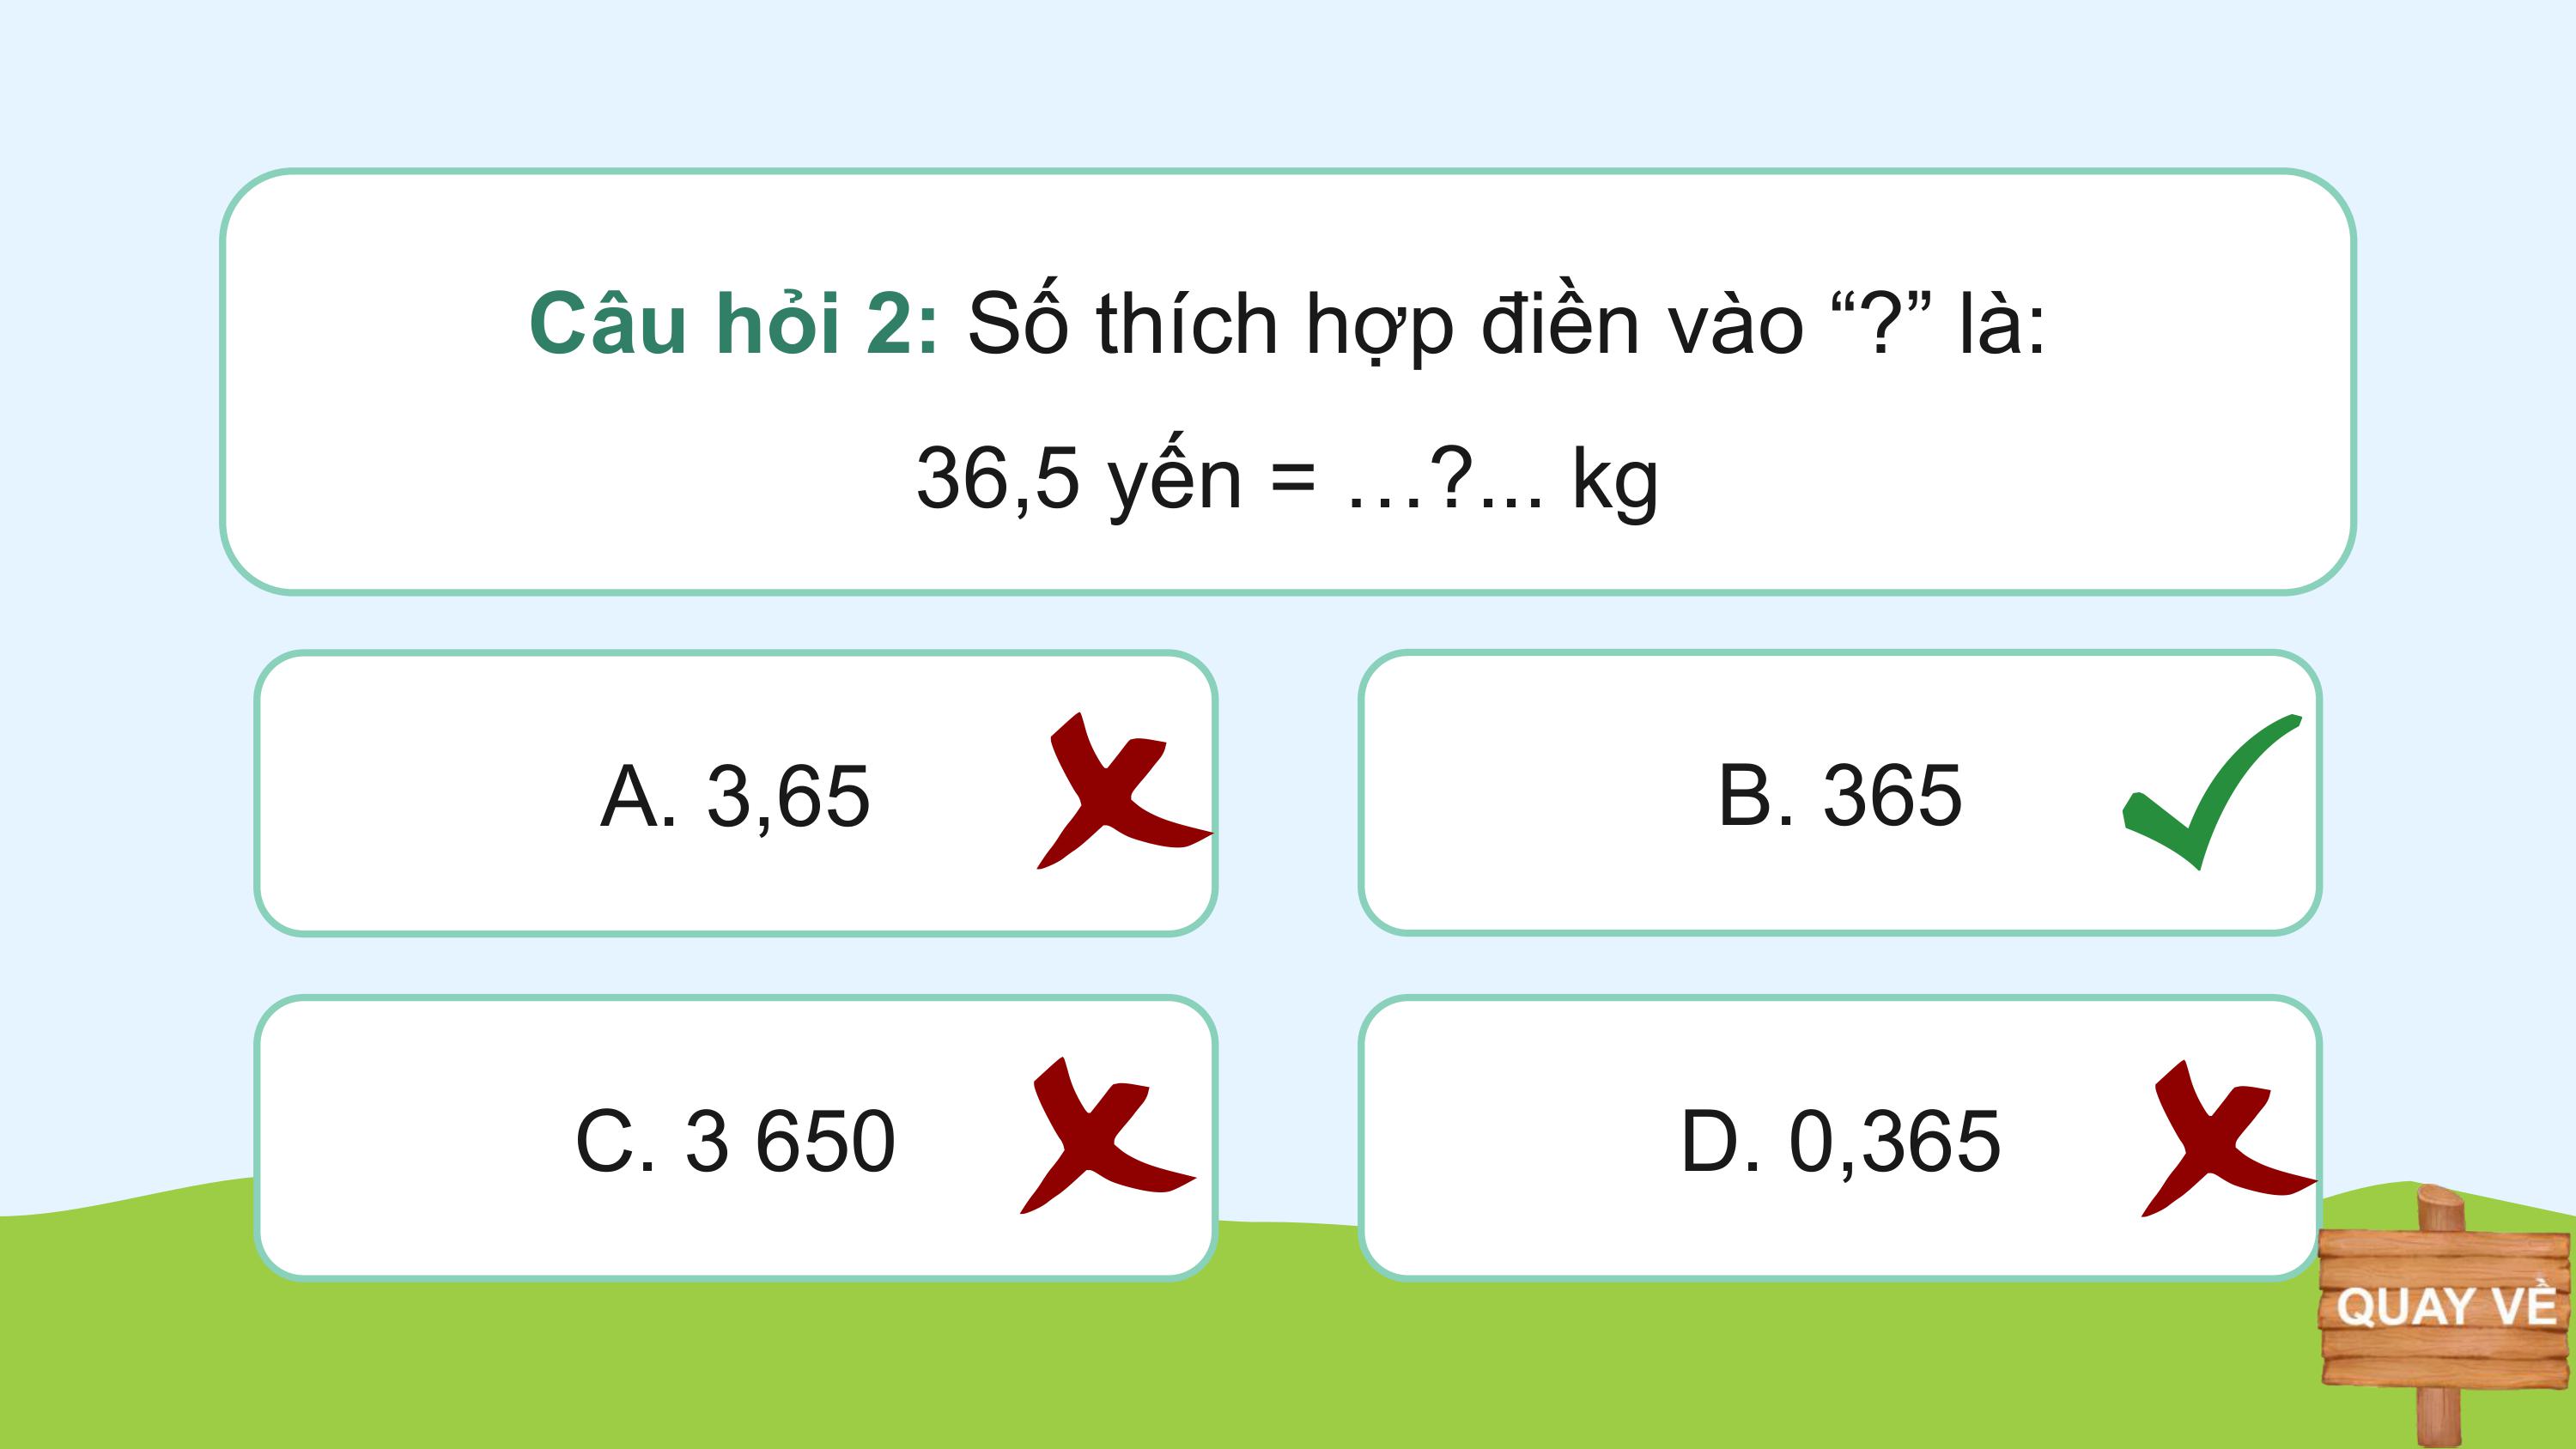 Câu hỏi 2: Số thích hợp điền vào “?” là:
36,5 yến = …?... kg
A. 3,65
B. 365
C. 3 650
D. 0,365
QUAY VỀ